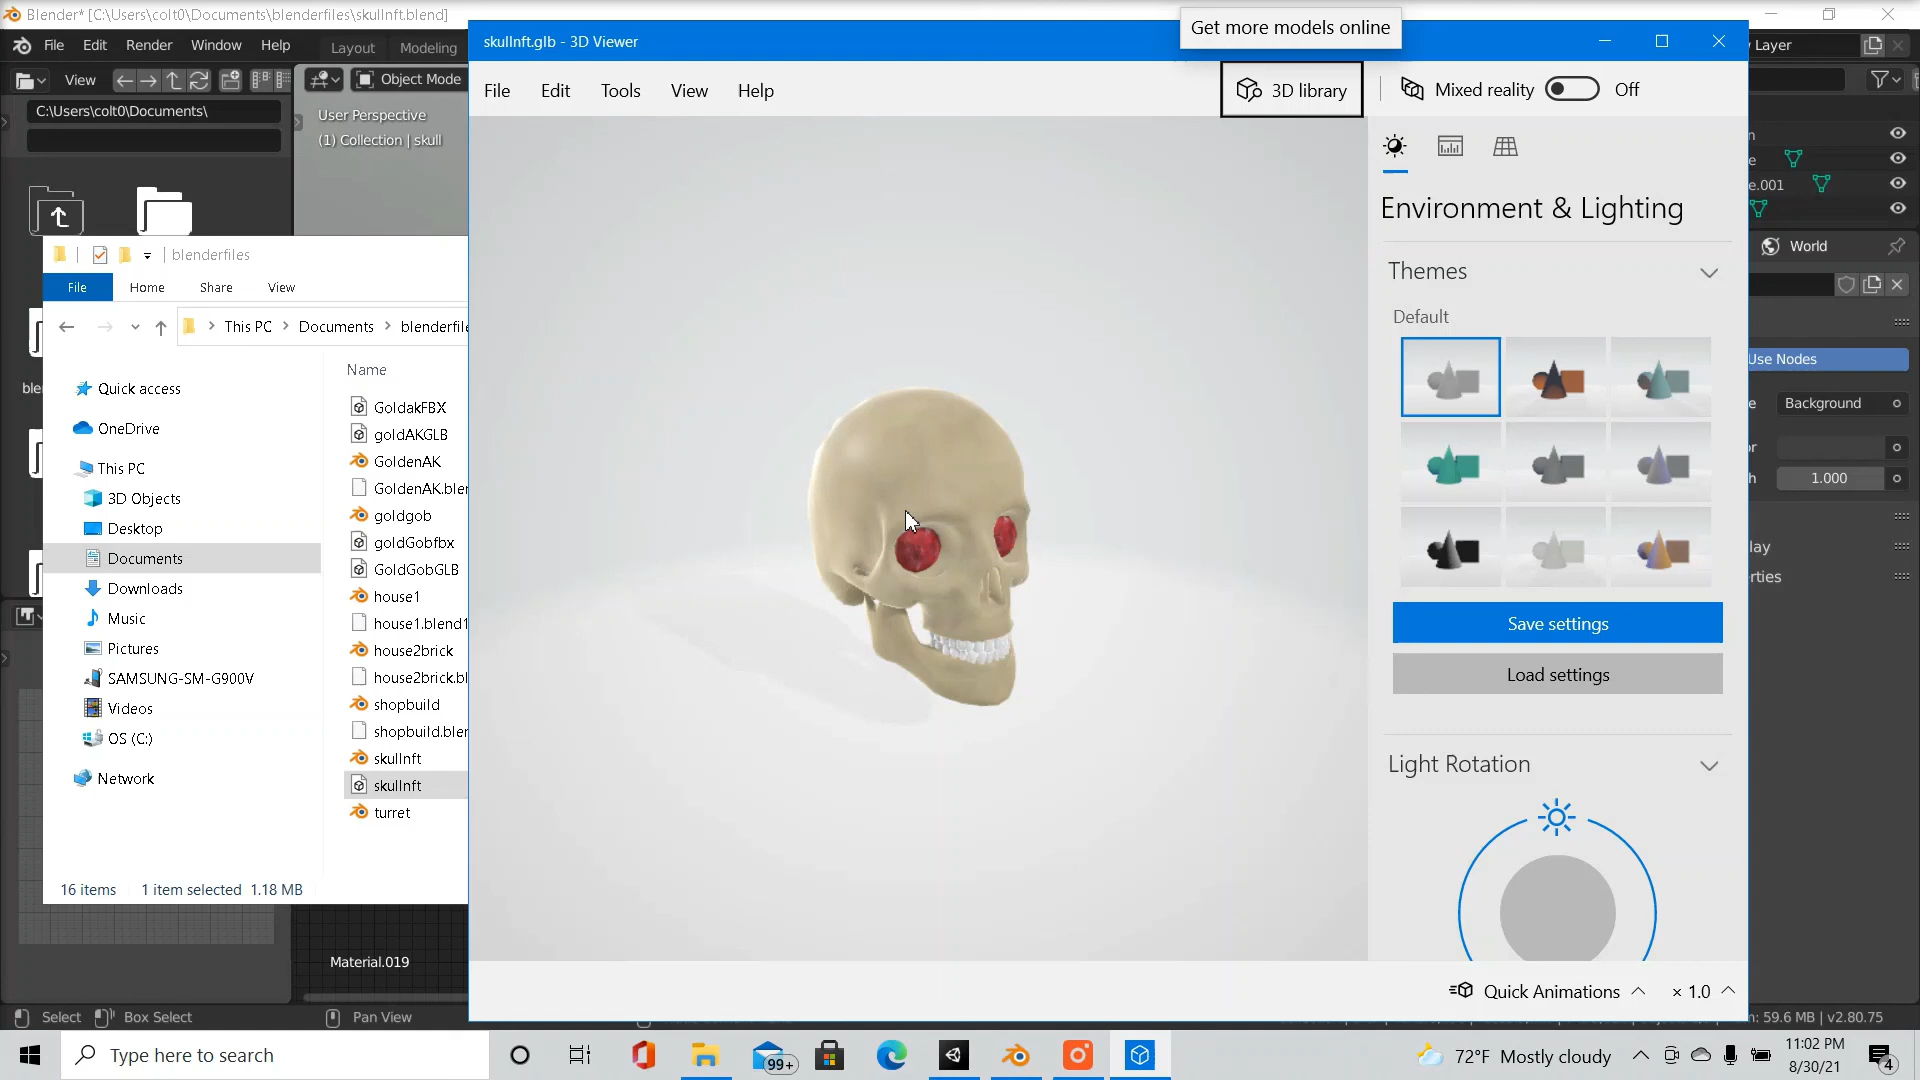 Blender* [C:\Users\colt0\Documents\blenderfiles\skullnft.blend]
File Edit Render Window Help Layout Modeling
View Object Mode
C:\Users\colt0\Documents\
User Perspective
(1) Collection | skull
blenderfiles
File Home Share View
This PC Documents blenderfile
Quick access
OneDrive
This PC
3D Objects
Desktop
Documents
Downloads
Music
Pictures
SAMSUNG-SM-G900V
Videos
OS (C:)
Network
Name
GoldakFBX
goldAKGLB
GoldenAK
GoldenAK.bler
goldgob
goldGobfbx
GoldGobGLB
house1
house1.blend1
house2brick
house2brick.bl
shopbuild
shopbuild.bler
skullnft
skullnft
turret
16 items 1 item selected 1.18 MB
Material.019
Select Box Select Pan View
skullnft.glb - 3D Viewer
Get more models online
File Edit Tools View Help
3D library
Mixed reality Off
Environment & Lighting
Themes
Default
Save settings
Load settings
Light Rotation
Quick Animations × 1.0
Layer
e
e.001
World
Use Nodes
Background
1.000
lay
rties
59.6 MB | v2.80.75
Type here to search
99+
72°F Mostly cloudy
11:02 PM
8/30/21
4